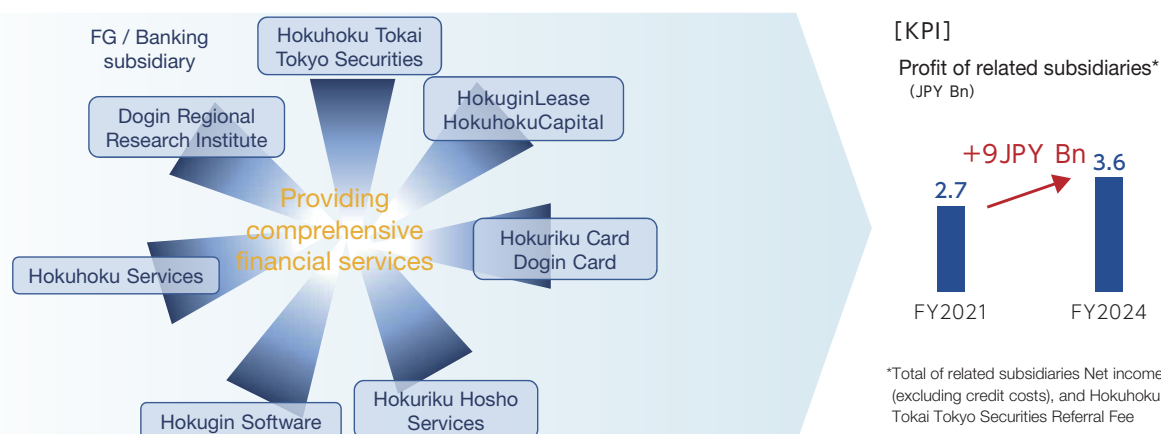 FG / Banking
subsidiary
Hokuhoku Tokai
Tokyo Securities
HokuginLease
HokuhokuCapital
Dogin Regional
Research Institute
Providing
comprehensive
financial services
Hokuriku Card
Dogin Card
Hokuhoku Services
Hokuriku Hosho
Services
Hokugin Software
[KPI]
Profit of related subsidiaries*
(JPY Bn)
+9JPY Bn
2.7
3.6
FY2021
FY2024
*Total of related subsidiaries Net income
(excluding credit costs), and Hokuhoku
Tokai Tokyo Securities Referral Fee